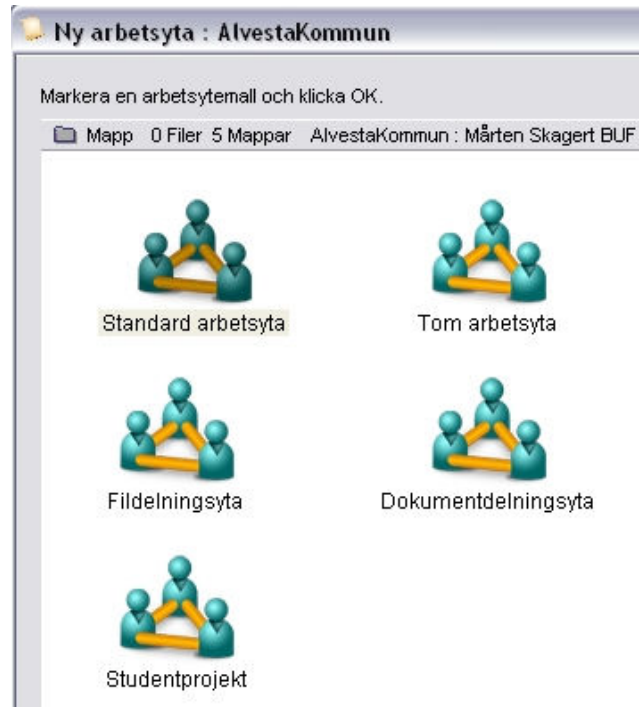 Ny arbetsyta : AlvestaKommun
Markera en arbetsytemall och klicka OK.
Mapp 0 Filer 5 Mappar AlvestaKommun : Mårten Skagert BUF
Standard arbetsyta
Tom arbetsyta
Fildelningsyta
Dokumentdelningsyta
Studentprojekt